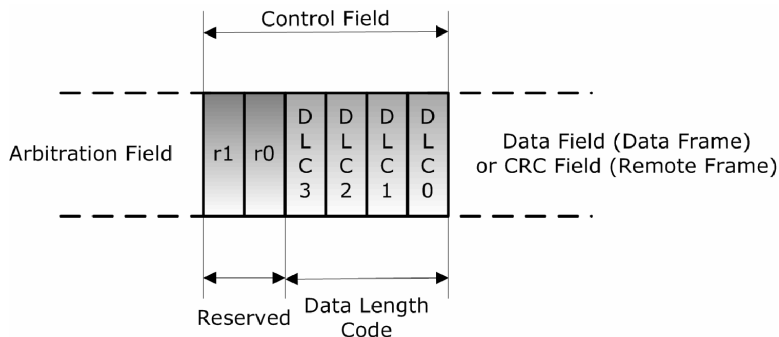 Control Field
Arbitration Field
r1
r0
D
L
C
3
D
L
C
2
D
L
C
1
D
L
C
0
Data Field (Data Frame)
or CRC Field (Remote Frame)
Reserved
Data Length
Code